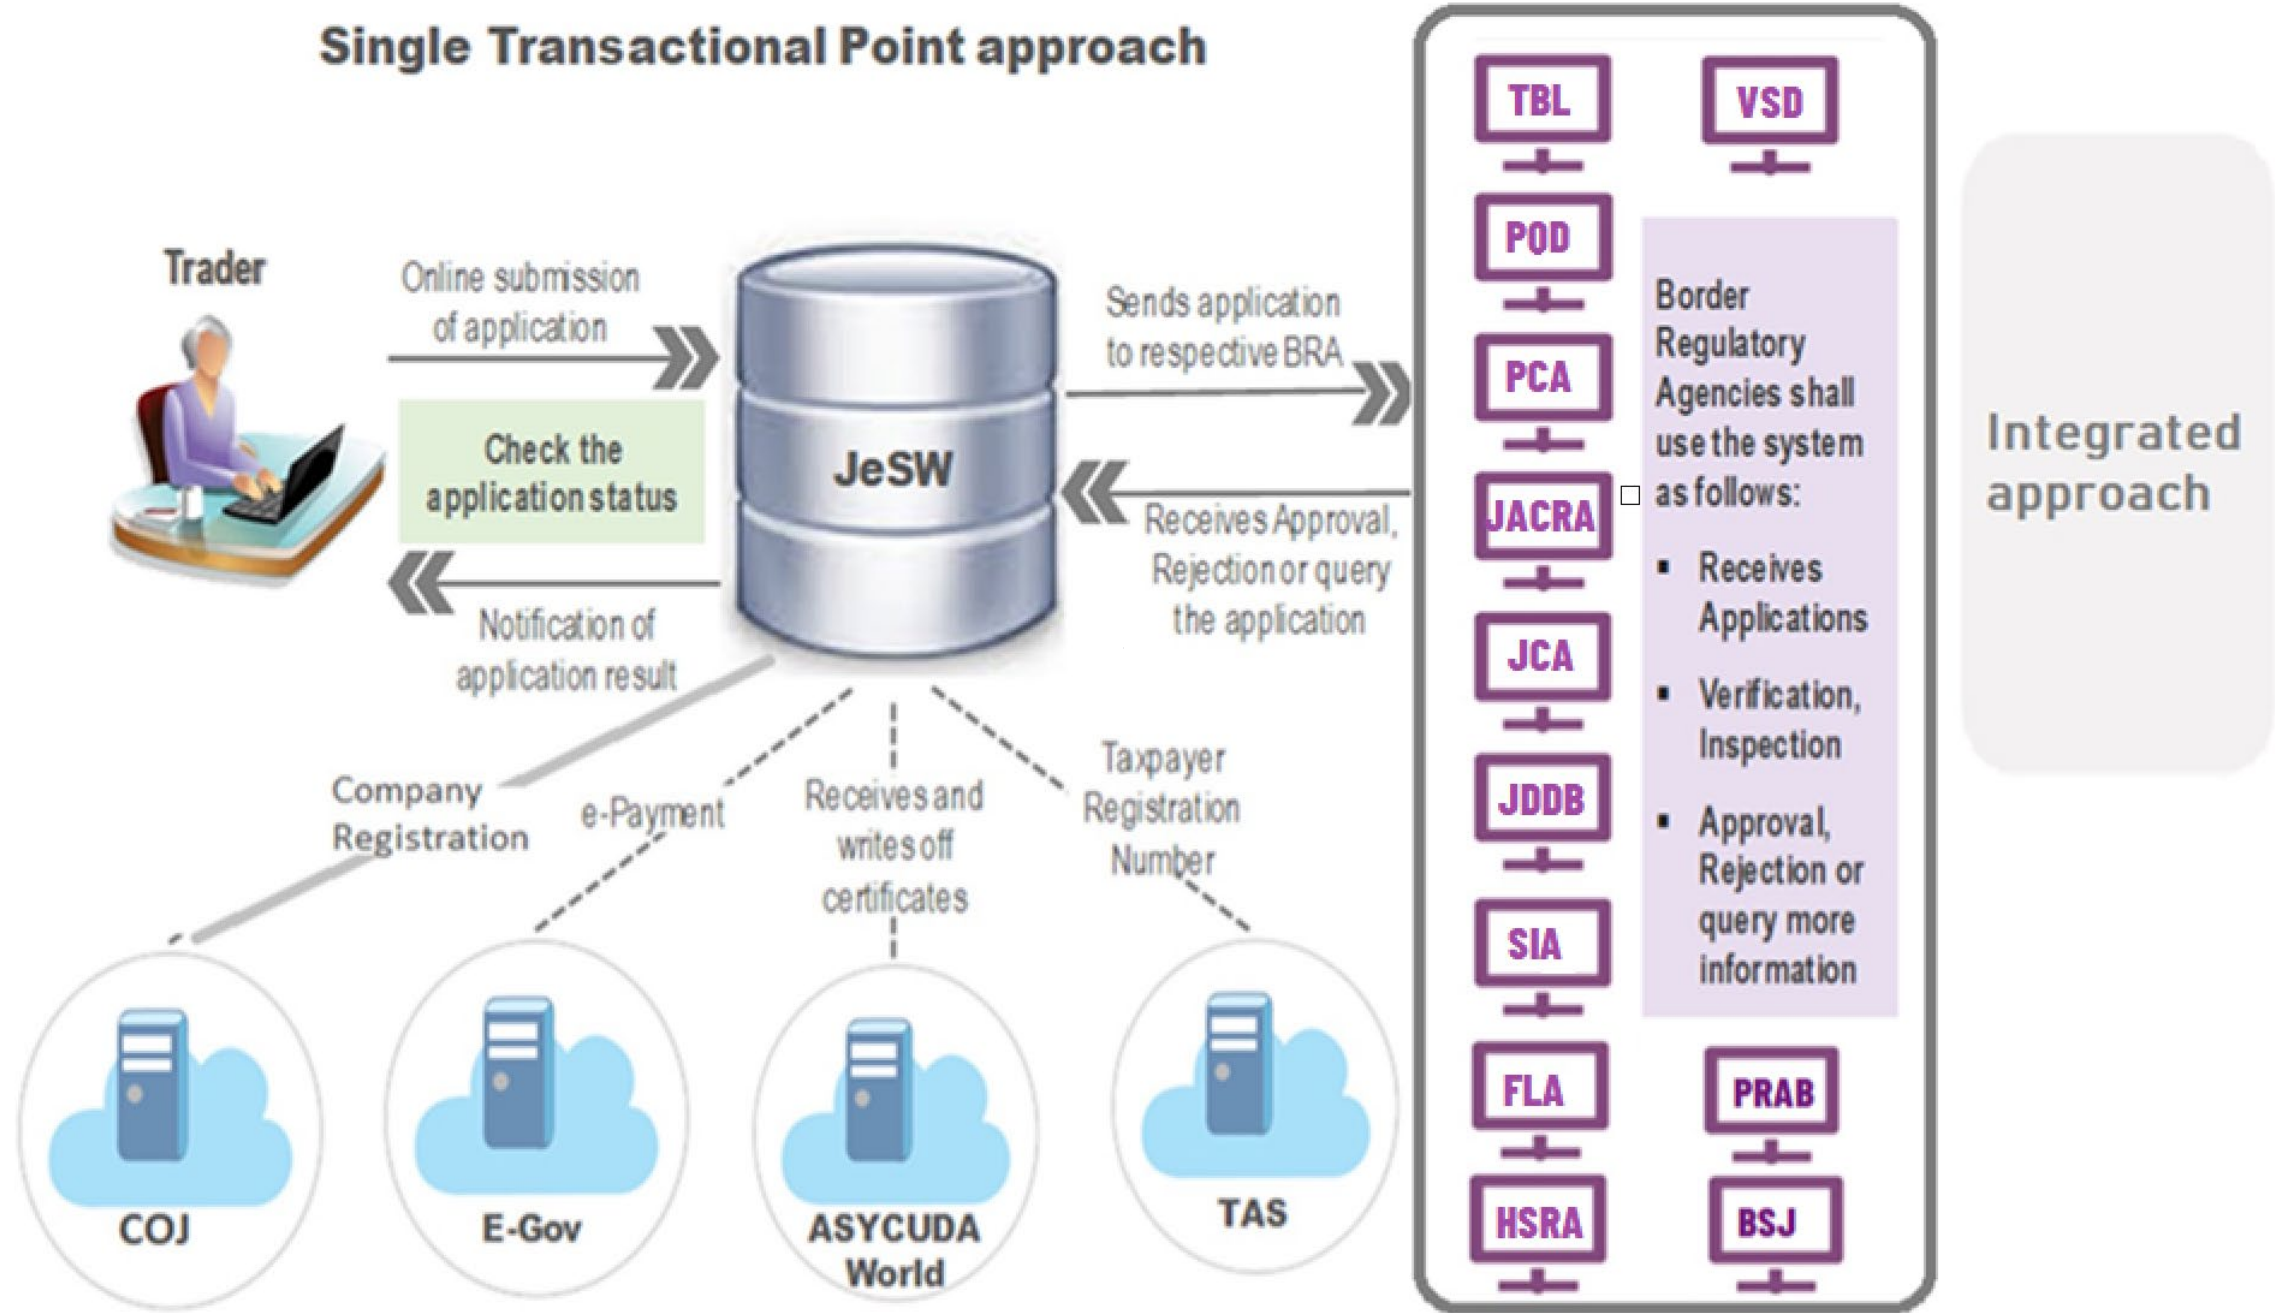 Single Transactional Point approach
Trader
Online submission
of application
Check the
application status
Notification of
application result
JeSW
Sends application
to respective BRA
Receives Approval,
Rejection or query
the application
Company
Registration
e-Payment
Receives and
writes off
certificates
Taxpayer
Registration
Number
COJ
E-Gov
ASYCUDA
World
TAS
TBL
VSD
PQD
PCA
JACRA
JCA
JDDB
SIA
FLA
HSRA
PRAB
BSJ
Border
Regulatory
Agencies shall
use the system
as follows:
▪ Receives
Applications
▪ Verification,
Inspection
▪ Approval,
Rejection or
query more
information
Integrated
approach